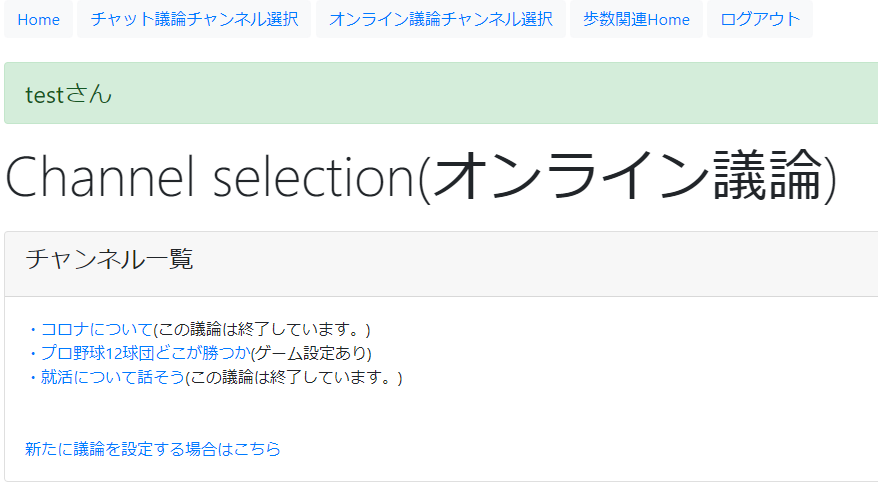 Home チャット議論チャンネル選択 オンライン議論チャンネル選択 歩数関連Home ログアウト
testさん
Channel selection(オンライン議論)
チャンネル一覧
・コロナについて(この議論は終了しています。)
・プロ野球12球団どこが勝つか(ゲーム設定あり)
・就活について話そう(この議論は終了しています。)
新たに議論を設定する場合はこちら